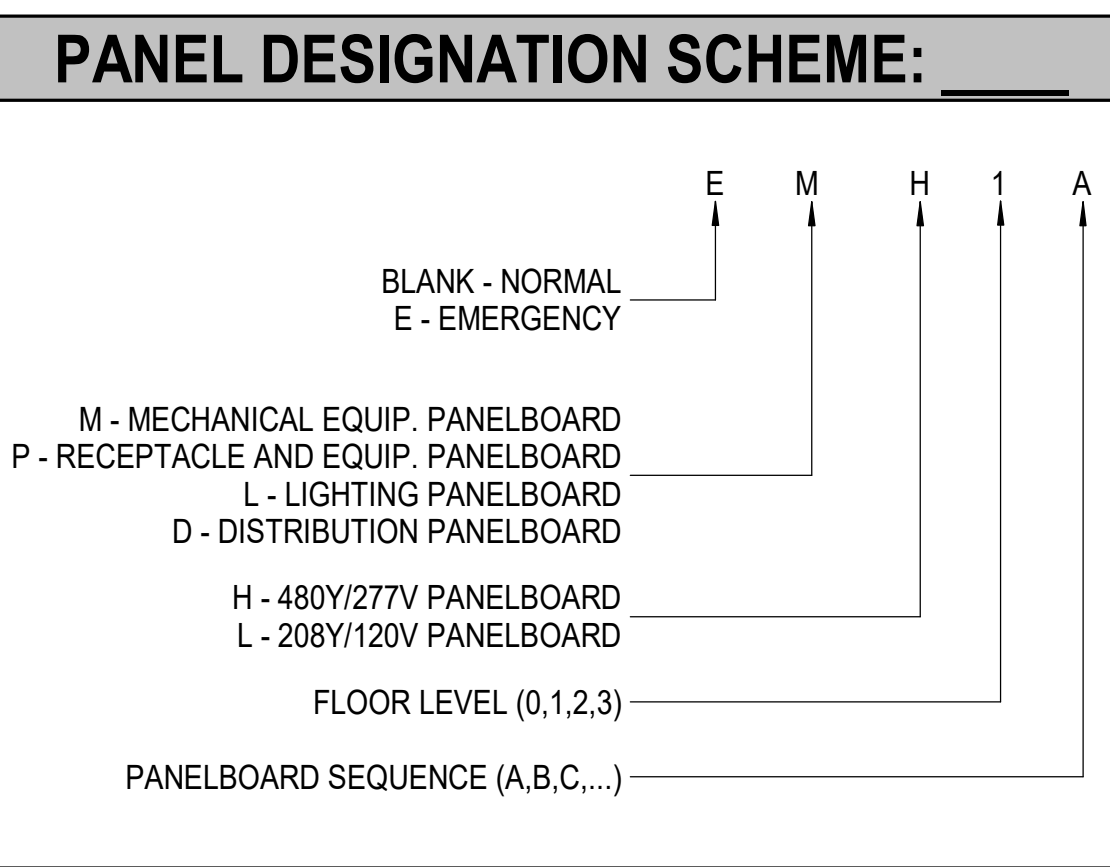 PANEL DESIGNATION SCHEME: ____
E M H 1 A
BLANK - NORMAL
E - EMERGENCY
M - MECHANICAL EQUIP. PANELBOARD
P - RECEPTACLE AND EQUIP. PANELBOARD
L - LIGHTING PANELBOARD
D - DISTRIBUTION PANELBOARD
H - 480Y/277V PANELBOARD
L - 208Y/120V PANELBOARD
FLOOR LEVEL (0,1,2,3)
PANELBOARD SEQUENCE (A,B,C,...)